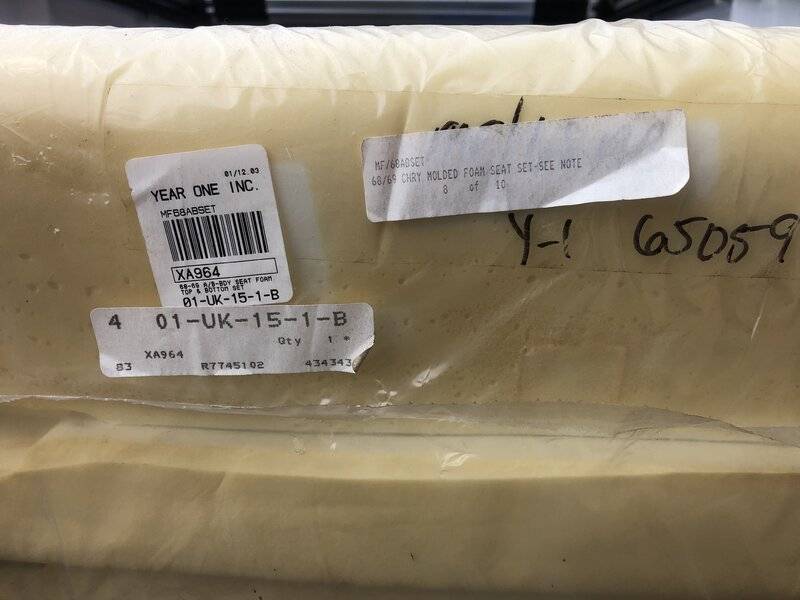 01/12.03
YEAR ONE INC.
MF68ABSET
XA964
68-69 A/B-BDY SEAT FOAM
TOP & BOTTOM SET
01-UK-15-1-B
4 01-UK-15-1-B
Qty 1 *
XA964
83 R7745102 434343
MF/68ABSET
68/69 CHRY MOLDED FOAM SEAT SET-SEE NOTE
8 of 10
Y-1 65059